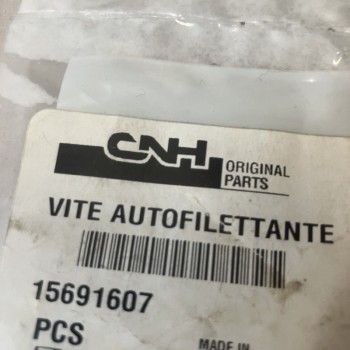 CNH
ORIGINAL
PARTS
VITE AUTOFILETTANTE
15691607
PCS
MADE IN